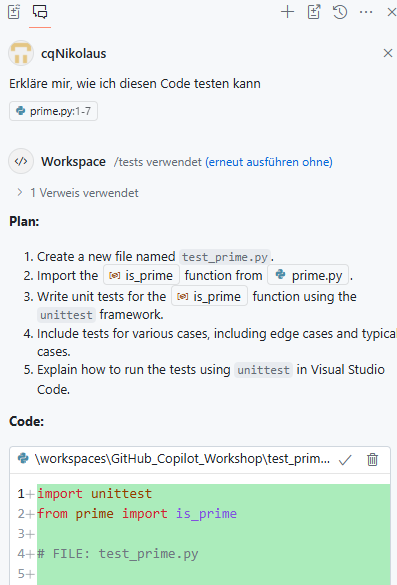 cqNikolaus
Erkläre mir, wie ich diesen Code testen kann
prime.py:1-7
Workspace /tests verwendet (erneut ausführen ohne)
1 Verweis verwendet
Plan:
1. Create a new file named test_prime.py.
2. Import the is_prime function from prime.py.
3. Write unit tests for the is_prime function using the
unittest framework.
4. Include tests for various cases, including edge cases and typical
cases.
5. Explain how to run the tests using unittest in Visual Studio
Code.
Code:
\workspaces\GitHub_Copilot_Workshop\test_prim...
1+ import unittest
2+ from prime import is_prime
3+
4+ # FILE: test_prime.py
5+